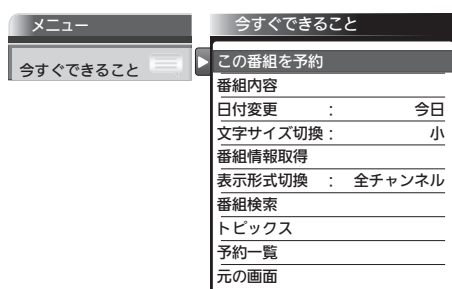 メニュー
今すぐできること
今すぐできること
この番組を予約
番組内容
日付変更 : 今日
文字サイズ切換 : 小
番組情報取得
表示形式切換 : 全チャンネル
番組検索
トピックス
予約一覧
元の画面